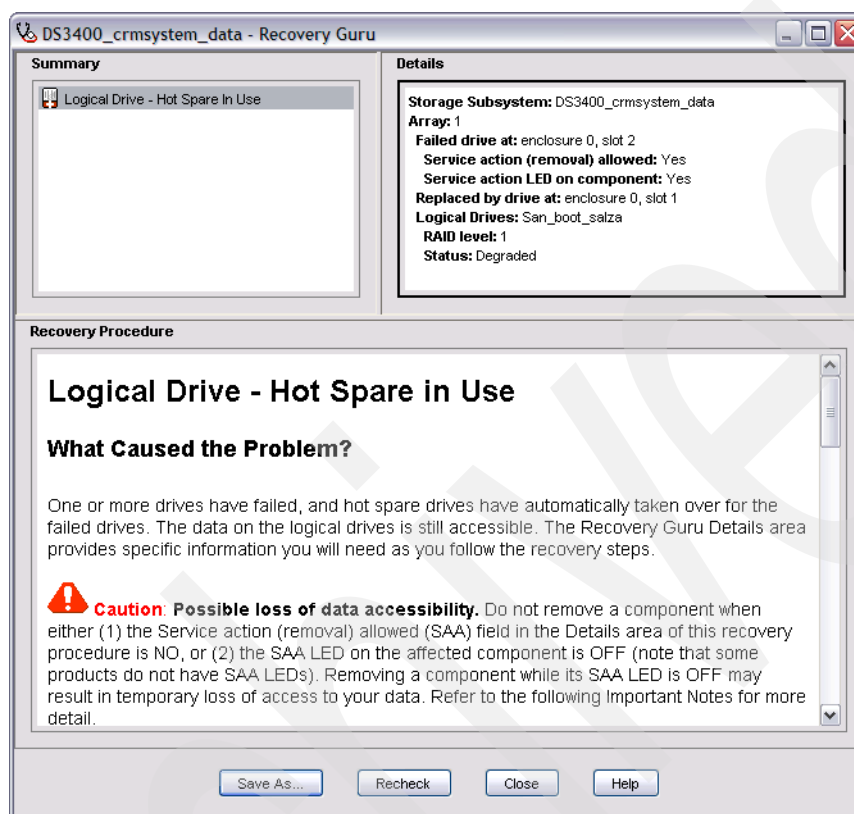 DS3400_crmsystem_data - Recovery Guru
Summary
Logical Drive - Hot Spare In Use
Details
Storage Subsystem: DS3400_crmsystem_data
Array: 1
Failed drive at: enclosure 0, slot 2
Service action (removal) allowed: Yes
Service action LED on component: Yes
Replaced by drive at: enclosure 0, slot 1
Logical Drives: San_boot_salza
RAID level: 1
Status: Degraded
Recovery Procedure
Logical Drive - Hot Spare in Use
What Caused the Problem?
One or more drives have failed, and hot spare drives have automatically taken over for the
failed drives. The data on the logical drives is still accessible. The Recovery Guru Details area
provides specific information you will need as you follow the recovery steps.
Caution: Possible loss of data accessibility. Do not remove a component when
either (1) the Service action (removal) allowed (SAA) field in the Details area of this recovery
procedure is NO, or (2) the SAA LED on the affected component is OFF (note that some
products do not have SAA LEDs). Removing a component while its SAA LED is OFF may
result in temporary loss of access to your data. Refer to the following Important Notes for more
detail.
Save As...
Recheck
Close
Help